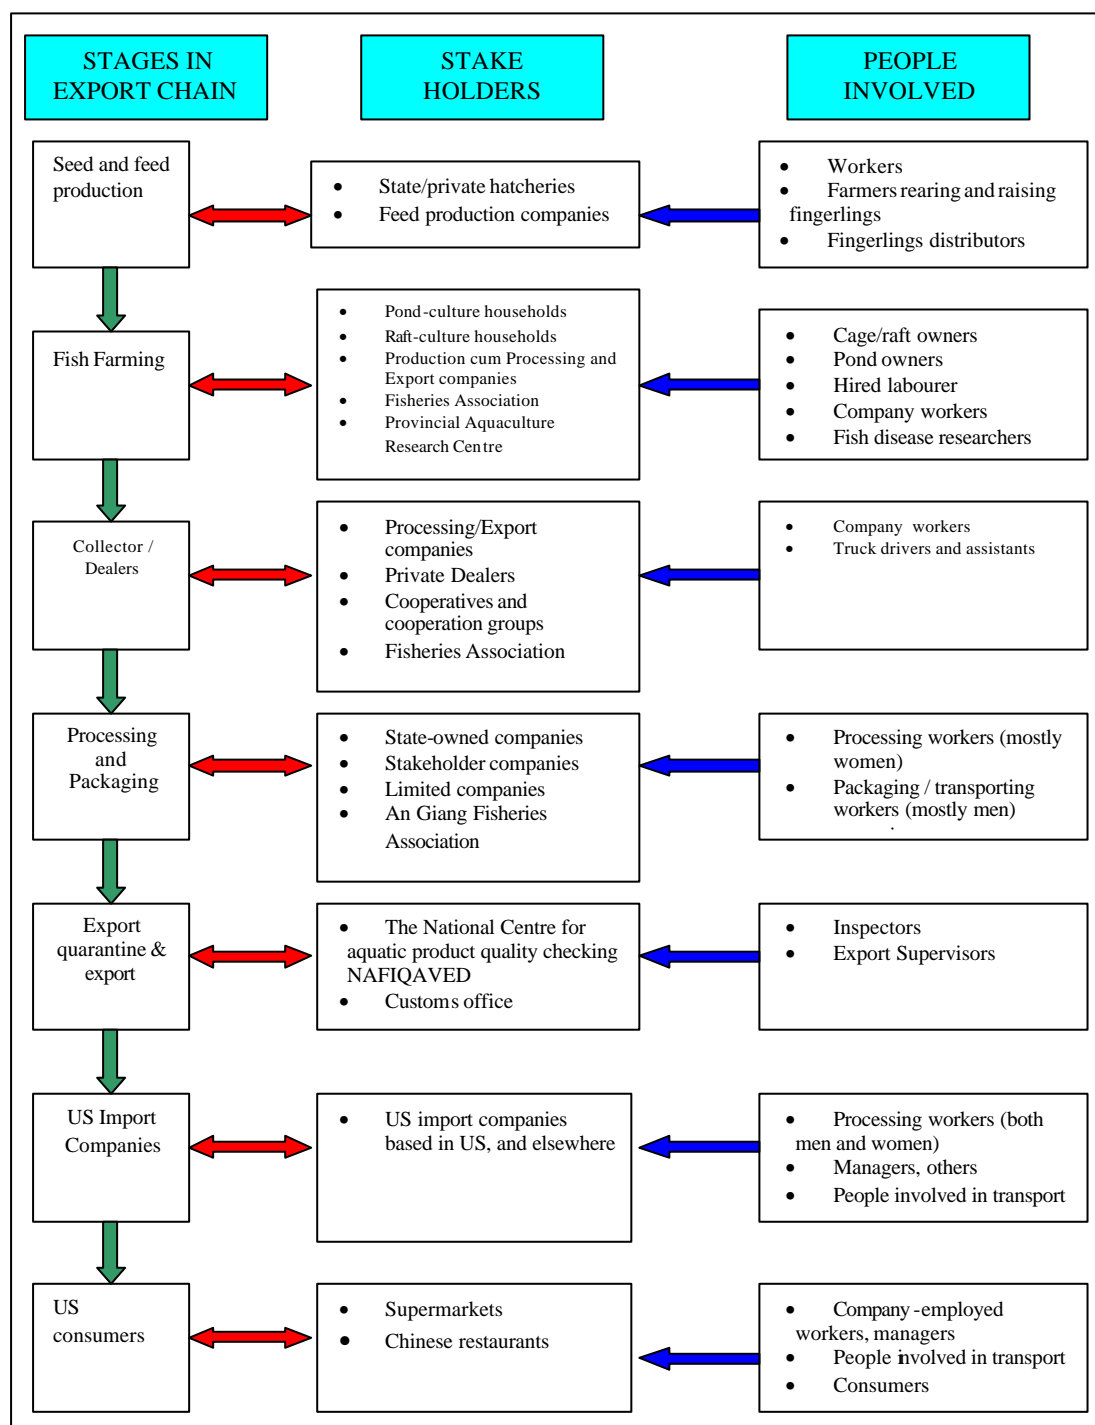 STAGES IN
EXPORT CHAIN
STAKE
HOLDERS
PEOPLE
INVOLVED
Seed and feed
production
• State/private hatcheries
• Feed production companies
• Workers
• Farmers rearing and raising
fingerlings
• Fingerlings distributors
Fish Farming
• Pond-culture households
• Raft-culture households
• Production cum Processing and
Export companies
• Fisheries Association
• Provincial Aquaculture
Research Centre
• Cage/raft owners
• Pond owners
• Hired labourer
• Company workers
• Fish disease researchers
Collector /
Dealers
• Processing/Export
companies
• Private Dealers
• Cooperatives and
cooperation groups
• Fisheries Association
• Company workers
• Truck drivers and assistants
Processing
and
Packaging
• State-owned companies
• Stakeholder companies
• Limited companies
• An Giang Fisheries
Association
• Processing workers (mostly
women)
• Packaging / transporting
workers (mostly men)
Export
quarantine &
export
• The National Centre for
aquatic product quality checking
NAFIQAVED
• Customs office
• Inspectors
• Export Supervisors
US Import
Companies
• US import companies
based in US, and elsewhere
• Processing workers (both
men and women)
• Managers, others
• People involved in transport
US
consumers
• Supermarkets
• Chinese restaurants
• Company-employed
workers, managers
• People involved in transport
• Consumers